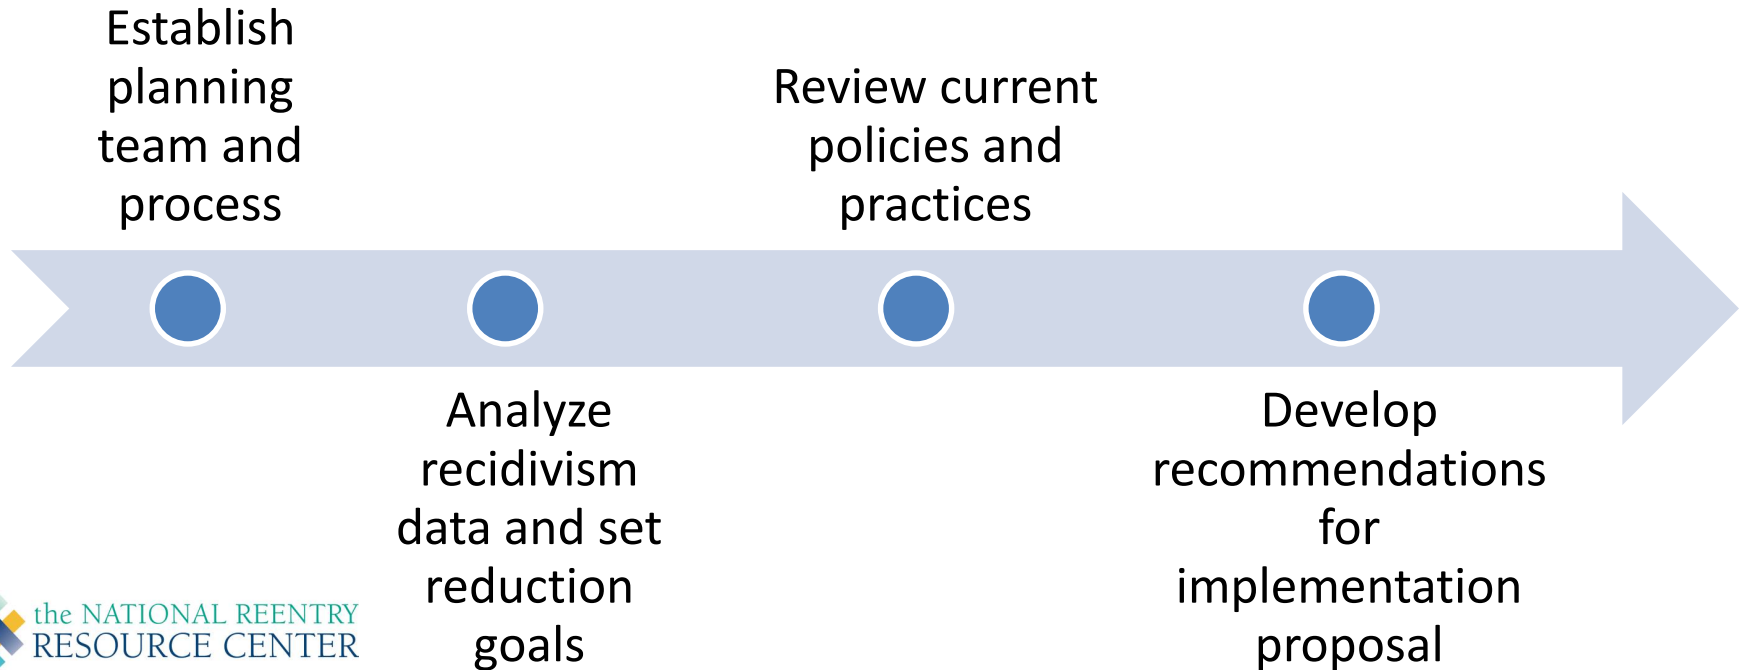 Establish
planning
team and
process
Analyze
recidivism
data and set
reduction
goals
Review current
policies and
practices
Develop
recommendations
for
implementation
proposal
the NATIONAL REENTRY
RESOURCE CENTER